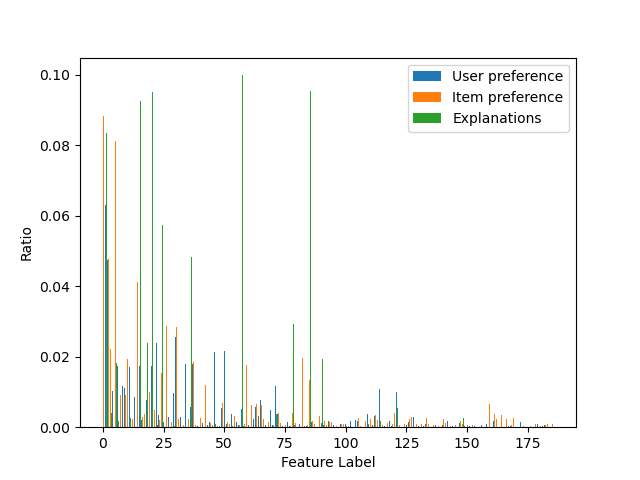 User preference
Item preference
Explanations
0.10
0.08
0.06
0.04
0.02
0.00
Ratio
0 25 50 75 100 125 150 175
Feature Label